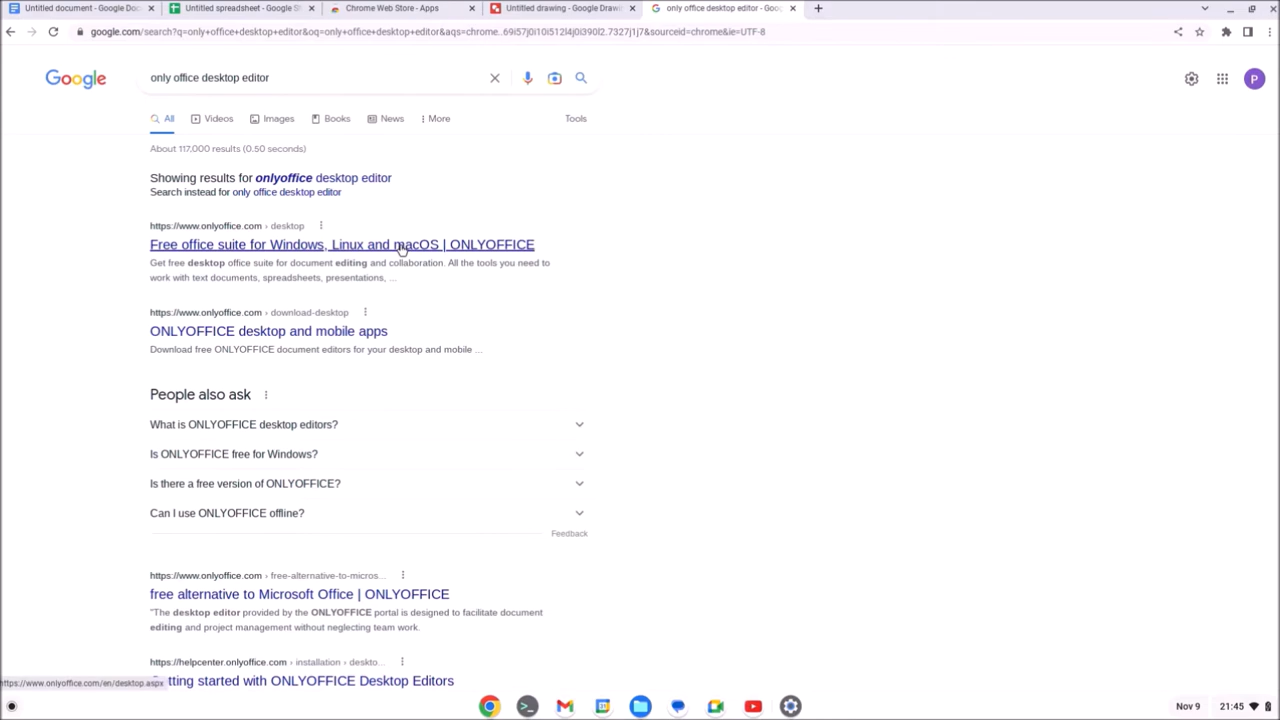 Untitled document - Google Doc
Untitled spreadsheet - Google Sh
Chrome Web Store - Apps
Untitled drawing - Google Drawin
only office desktop editor - Goog
google.com/search?q=only+office+desktop+editor&oq=only+office+desktop+editor&aqs=chrome..69i57j0i10i512l4j0i390l2.7327j1j7&sourceid=chrome&ie=UTF-8
Google
only office desktop editor
P
All
Videos
Images
Books
News
More
Tools
About 117,000 results (0.50 seconds)
Showing results for onlyoffice desktop editor
Search instead for only office desktop editor
https://www.onlyoffice.com › desktop
Free office suite for Windows, Linux and macOS | ONLYOFFICE
Get free desktop office suite for document editing and collaboration. All the tools you need to
work with text documents, spreadsheets, presentations, ...
https://www.onlyoffice.com › download-desktop
ONLYOFFICE desktop and mobile apps
Download free ONLYOFFICE document editors for your desktop and mobile ...
People also ask
What is ONLYOFFICE desktop editors?
Is ONLYOFFICE free for Windows?
Is there a free version of ONLYOFFICE?
Can I use ONLYOFFICE offline?
Feedback
https://www.onlyoffice.com › free-alternative-to-micros...
free alternative to Microsoft Office | ONLYOFFICE
"The desktop editor provided by the ONLYOFFICE portal is designed to facilitate document
editing and project management without neglecting team work.
https://helpcenter.onlyoffice.com › installation › deskto...
tting started with ONLYOFFICE Desktop Editors
https://www.onlyoffice.com/en/desktop.aspx
Nov 9
21:45